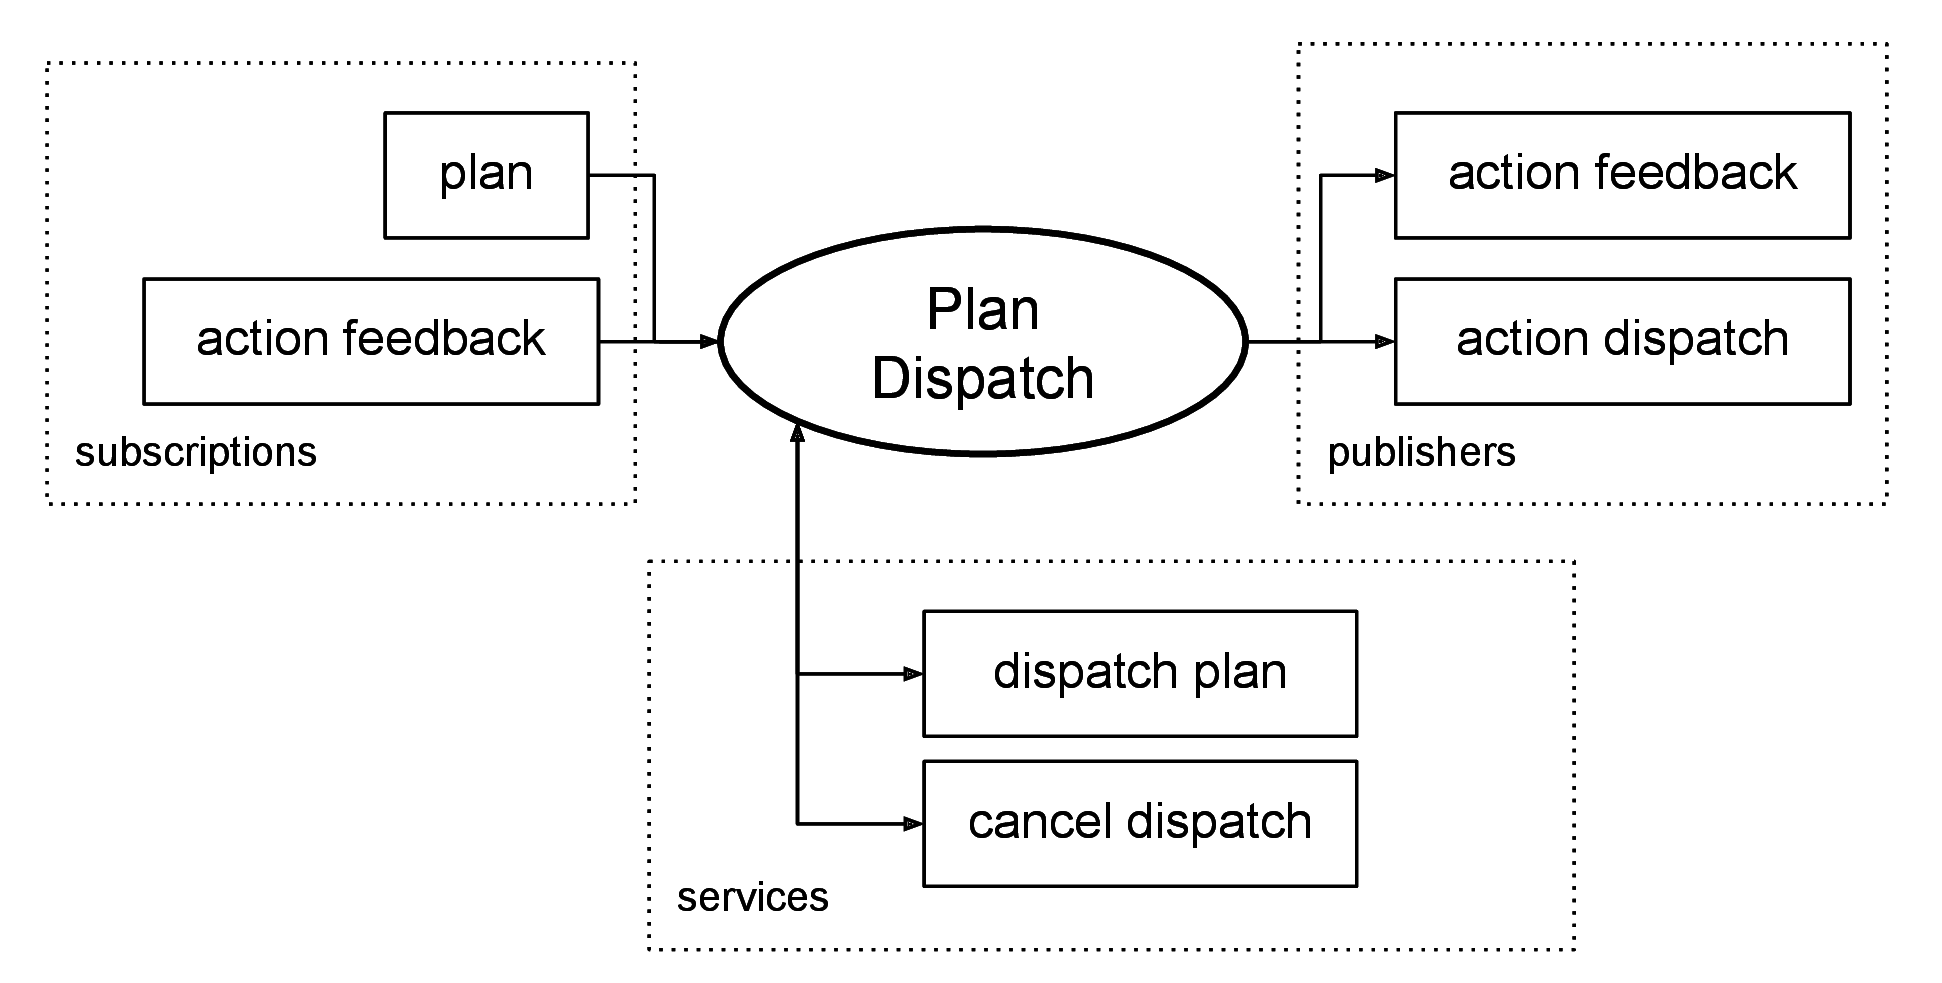 plan
action feedback
subscriptions
Plan
Dispatch
action feedback
action dispatch
publishers
dispatch plan
cancel dispatch
services